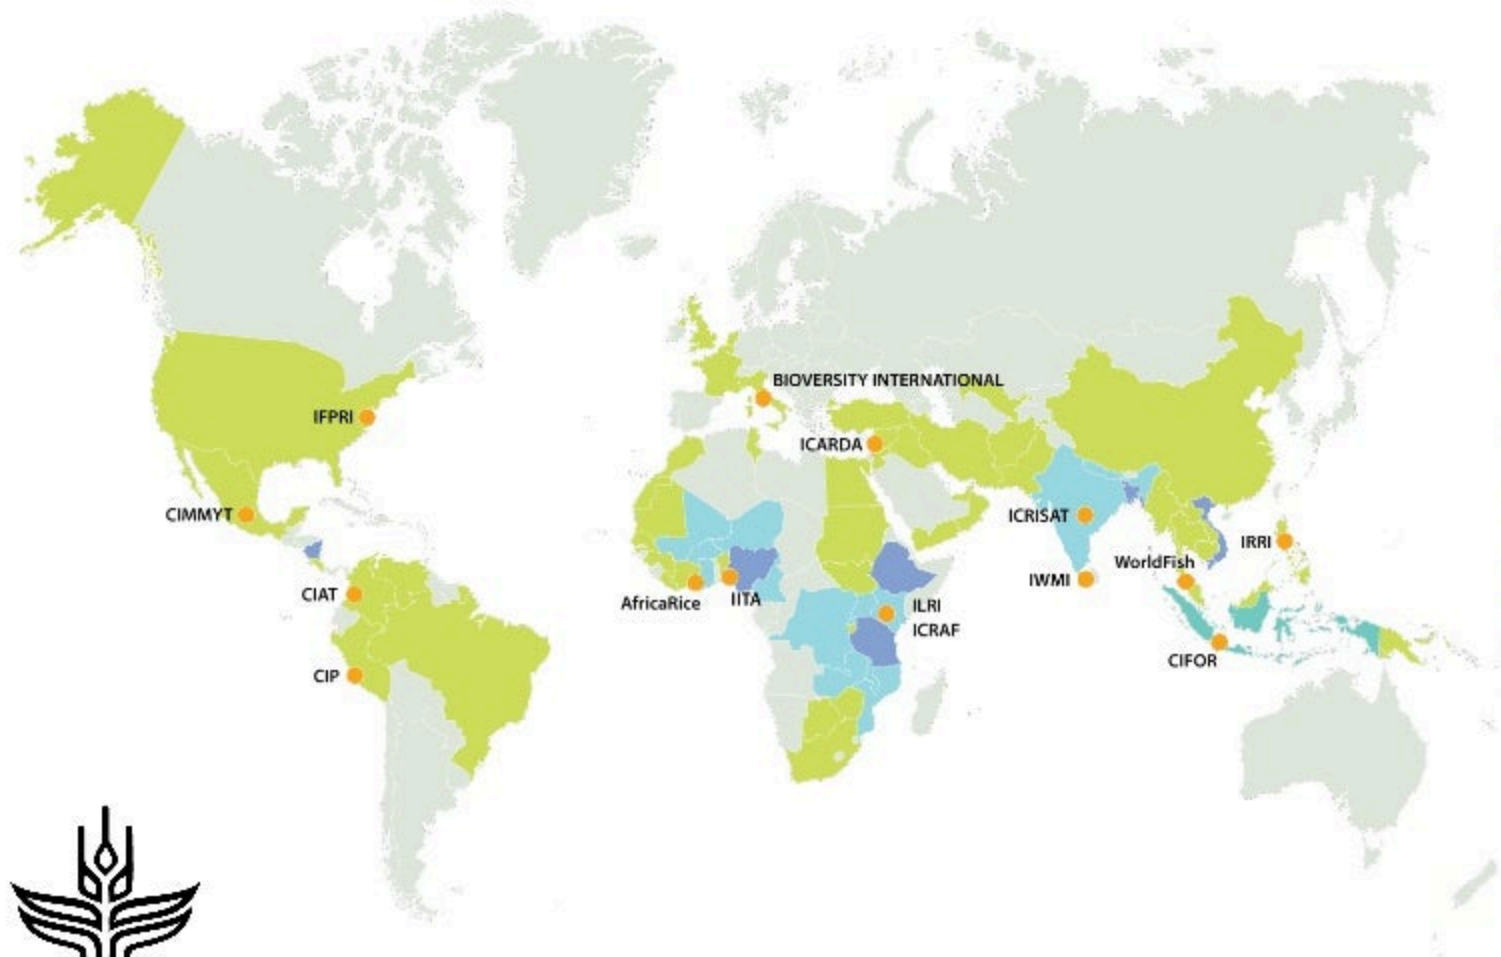 BIOVERSITY INTERNATIONAL
IFPRI
ICARDA
CIMMYT
ICRISAT
IRRI
WorldFish
IWMI
CIAT
AfricaRice
IITA
ILRI
ICRAF
CIFOR
CIP